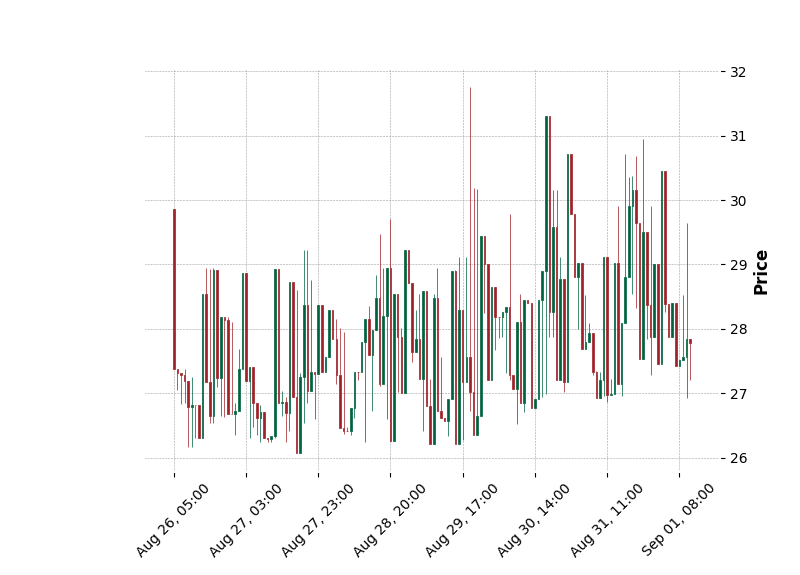 32
31
30
29
28
27
26
Price
Aug 26, 05:00
Aug 27, 03:00
Aug 27, 23:00
Aug 28, 20:00
Aug 29, 17:00
Aug 30, 14:00
Aug 31, 11:00
Sep 01, 08:00